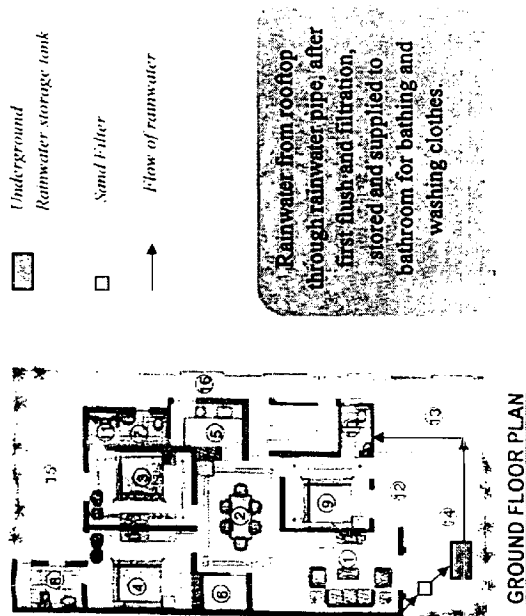 Underground
Rainwater storage tank
Sand Filter
Flow of rainwater
Rainwater from rooftop
through rainwater pipe, after
first flush and filtration,
stored and supplied to
bathroom for bathing and
washing clothes.
15
16
8
7
3
5
4
2
6
9
13
12
1
14
GROUND FLOOR PLAN